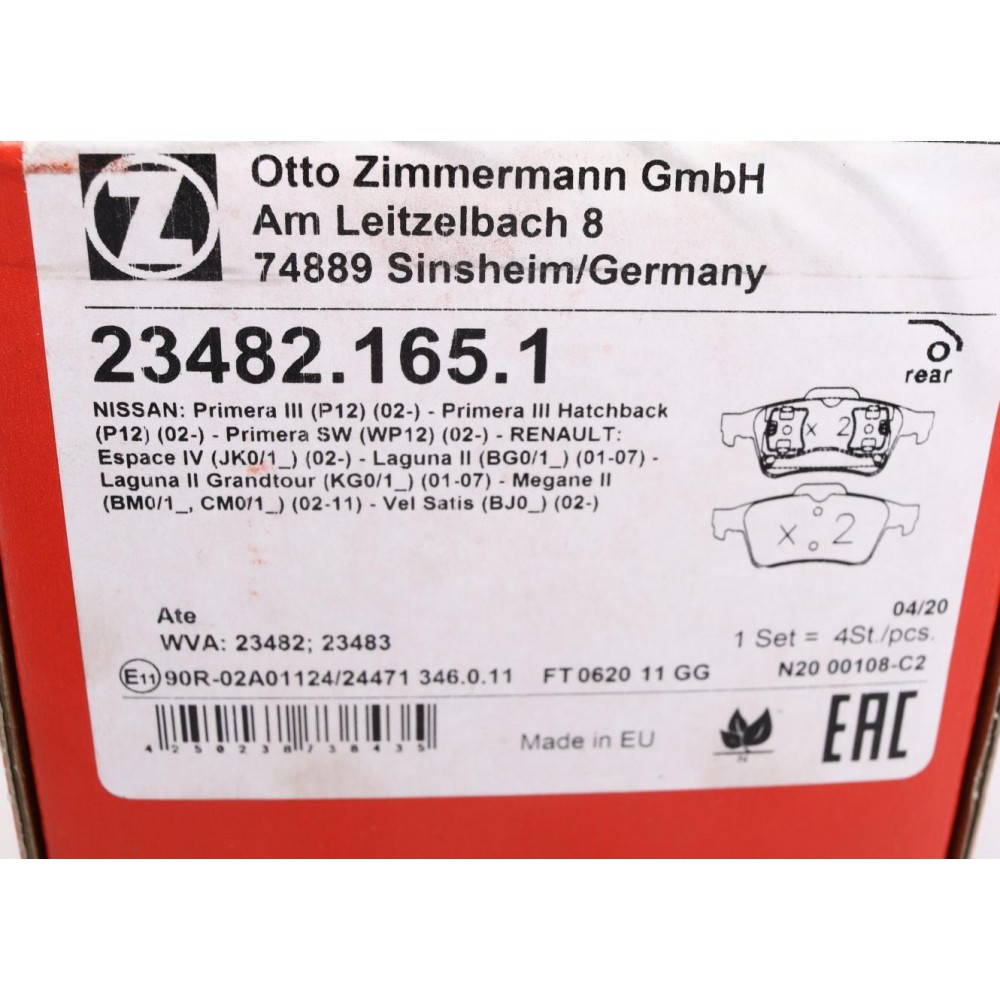 Z
Otto Zimmermann GmbH
Am Leitzelbach 8
74889 Sinsheim/Germany
23482.165.1
rear
NISSAN: Primera III (P12) (02-) - Primera III Hatchback
(P12) (02-) - Primera SW (WP12) (02-) - RENAULT:
Espace IV (JK0/1_) (02-) - Laguna II (BG0/1_) (01-07) -
Laguna II Grandtour (KG0/1_) (01-07) - Megane II
(BM0/1_, CM0/1_) (02-11) - Vel Satis (BJ0_) (02-)
x 2
x 2
Ate
WVA: 23482; 23483
04/20
1 Set = 4St./pcs.
E11 90R-02A01124/24471 346.0.11 FT 0620 11 GG N20 00108-C2
4250238738435
Made in EU
N
EAC